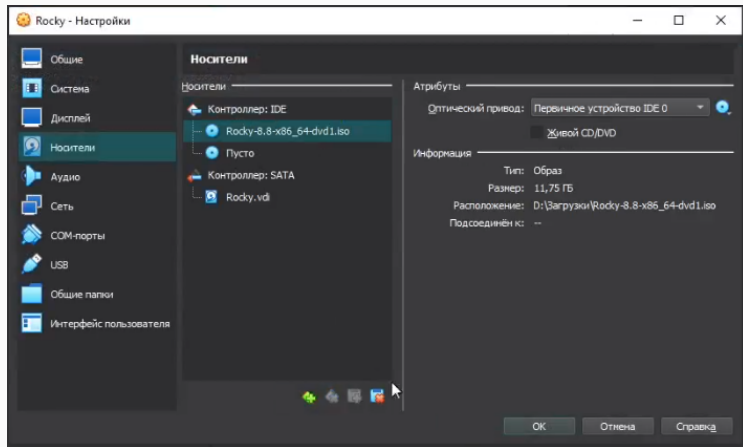 Rocky - Настройки
Общие
Система
Дисплей
Носители
Аудио
Сеть
COM-порты
USB
Общие папки
Интерфейс пользователя
Носители
Носители
Контроллер: IDE
Rocky-8.8-x86_64-dvd1.iso
Пусто
Контроллер: SATA
Rocky.vdi
Атрибуты
Оптический привод: Первичное устройство IDE 0
Живой CD/DVD
Информация
Тип: Образ
Размер: 11,75 ГБ
Расположение: D:\Загрузки\Rocky-8.8-x86_64-dvd1.iso
Подсоединён к: --
OK Отмена Справка